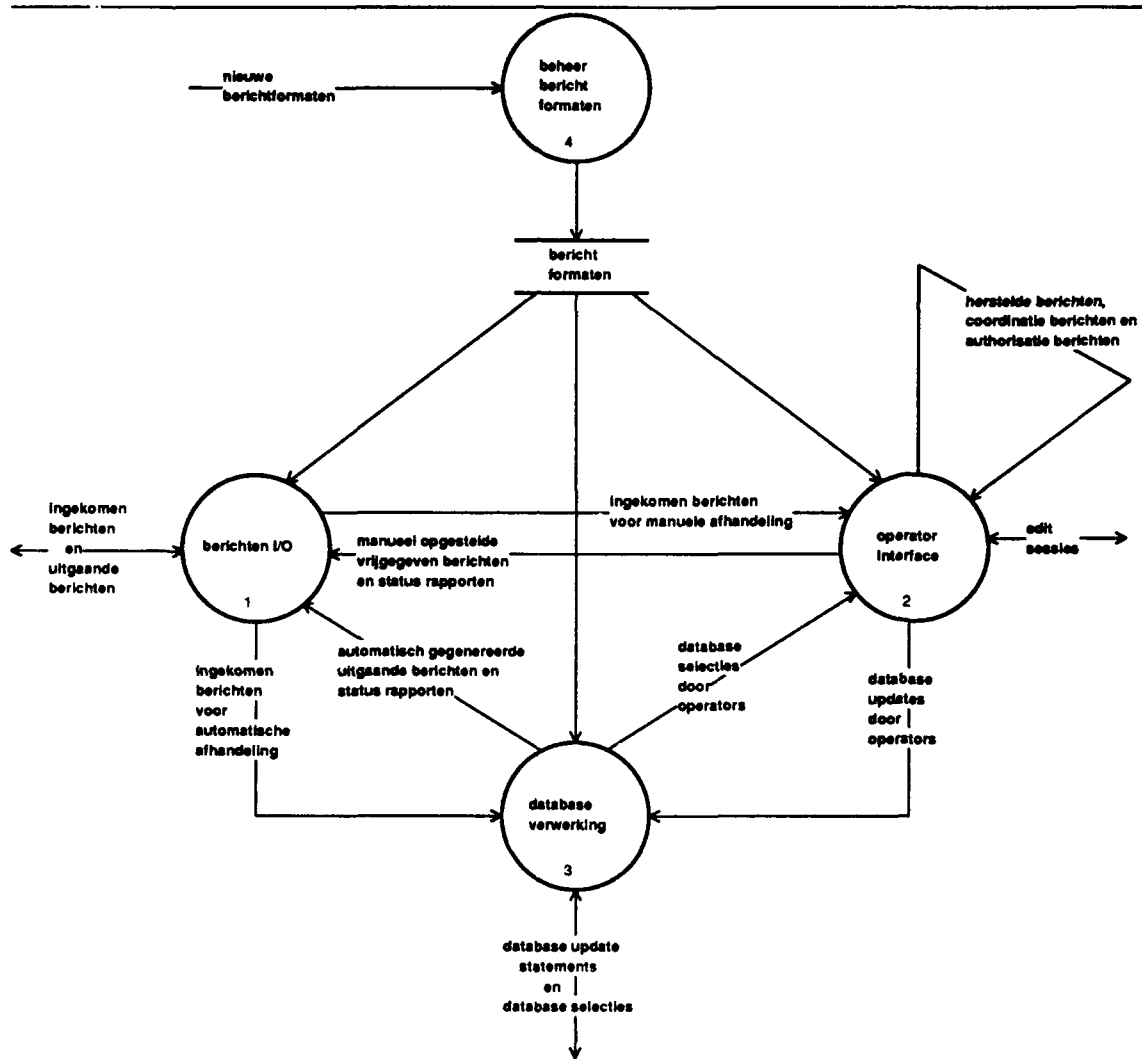 nieuwe
berichtformaten
beheer
bericht
formaten
4
bericht
formaten
herstelde berichten,
coordinatie berichten en
authorisatie berichten
ingekomen
berichten
en
uitgaande
berichten
berichten I/O
1
ingekomen berichten
voor manuele afhandeling
manueel opgestelde
vrijgegeven berichten
en status rapporten
operator
interface
2
edit
sessies
ingekomen
berichten
voor
automatische
afhandeling
automatisch gegenereerde
uitgaande berichten en
status rapporten
database
selecties
door
operators
database
updates
door
operators
database
verwerking
3
database update
statements
en
database selecties